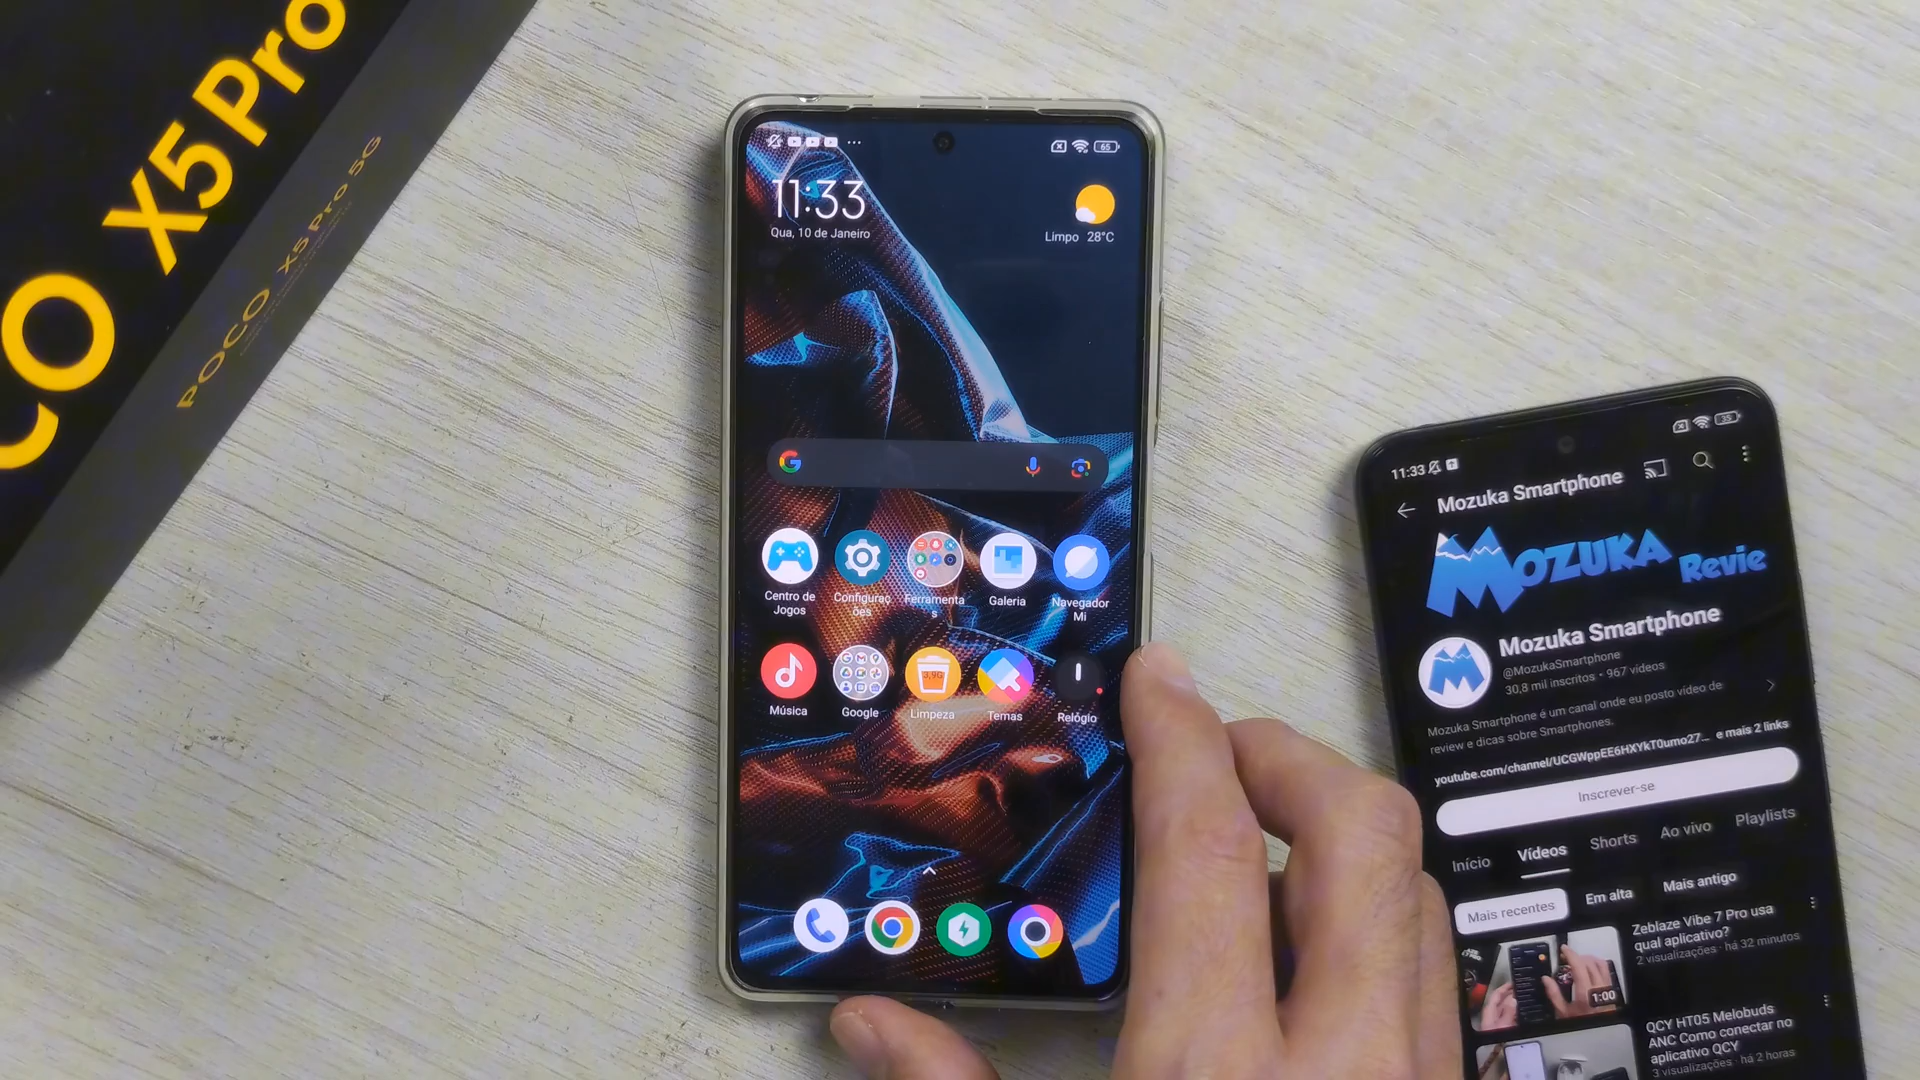 CO X5 Pro
POCO X5 Pro 5G
65
11:33
Qua, 10 de Janeiro
Limpo 28°C
Centro de
Jogos
Configuraç
ões
Ferramenta
s
Galeria
Navegador
Mi
3,9G
Música
Google
Limpeza
Temas
Relógio
11:33
35
Mozuka Smartphone
MOZUKA Revie
Mozuka Smartphone
@MozukaSmartphone
30,8 mil inscritos • 967 vídeos
Mozuka Smartphone é um canal onde eu posto vídeo de
review e dicas sobre Smartphones.
youtube.com/channel/UCGWppEE6HXYkT0umo27... e mais 2 links
Inscrever-se
Início Vídeos Shorts Ao vivo Playlists
Mais recentes Em alta Mais antigo
Zeblaze Vibe 7 Pro usa
qual aplicativo?
2 visualizações · há 32 minutos
1:00
QCY HT05 Melobuds
ANC Como conectar no
aplicativo QCY
3 visualizações · há 2 horas